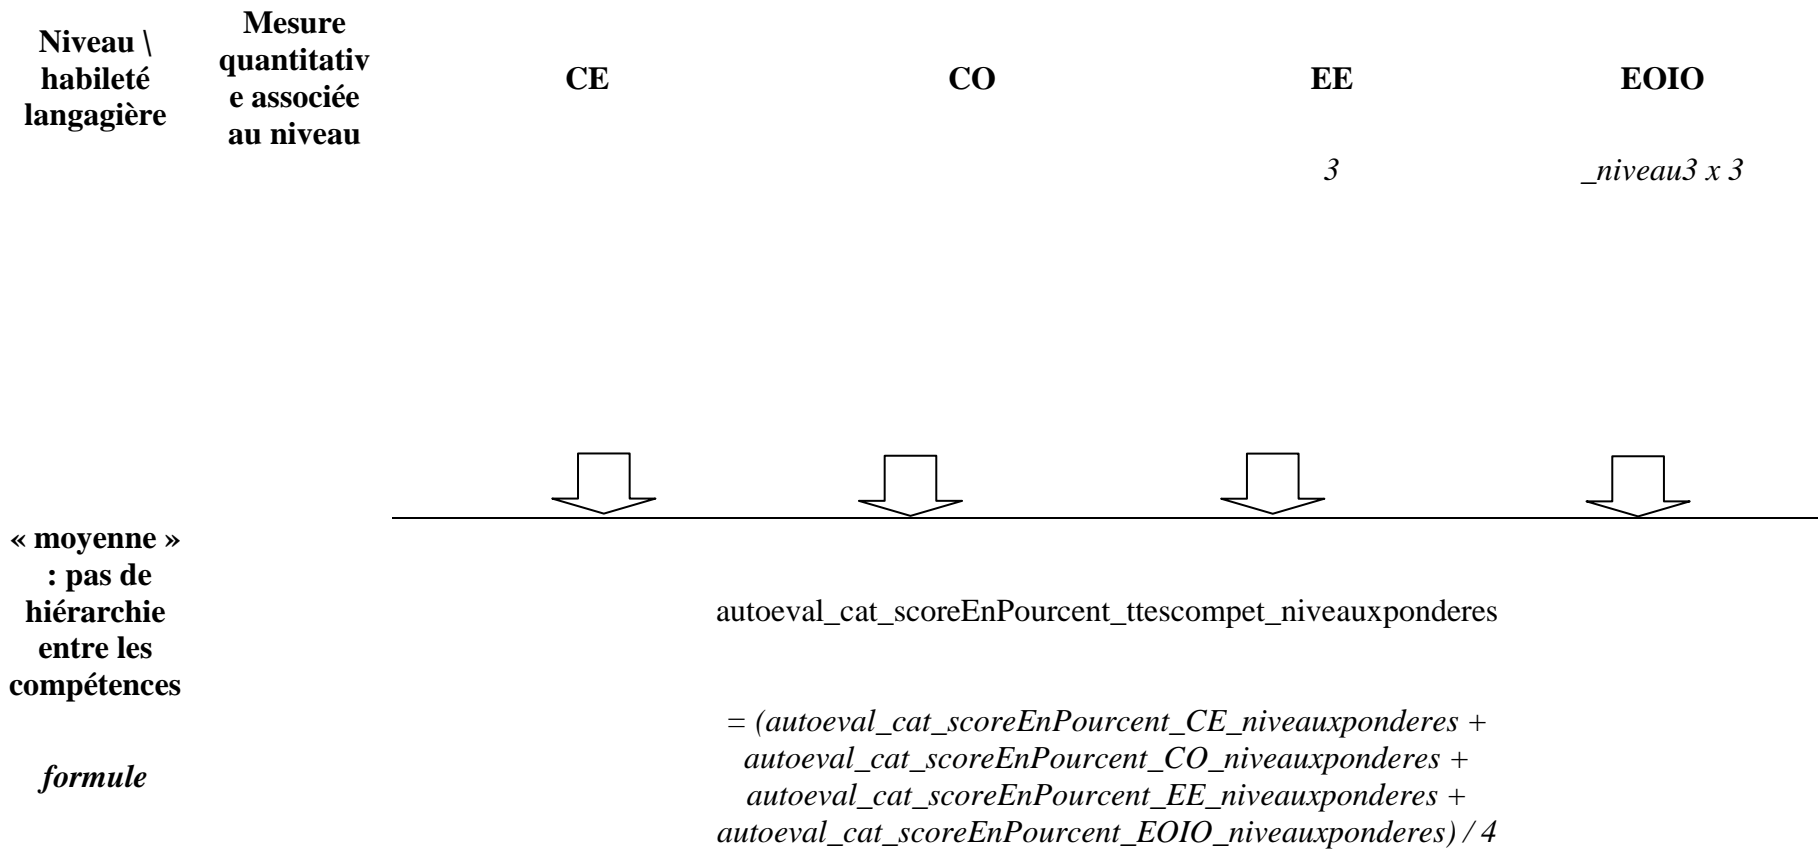 Niveau \
habileté
langagière
Mesure
quantitativ
e associée
au niveau
CE
CO
EE
EOIO
3
_niveau3 x 3
« moyenne »
: pas de
hiérarchie
entre les
compétences
autoeval_cat_scoreEnPourcent_ttescompet_niveauxponderes
formule
= (autoeval_cat_scoreEnPourcent_CE_niveauxponderes +
autoeval_cat_scoreEnPourcent_CO_niveauxponderes +
autoeval_cat_scoreEnPourcent_EE_niveauxponderes +
autoeval_cat_scoreEnPourcent_EOIO_niveauxponderes) / 4